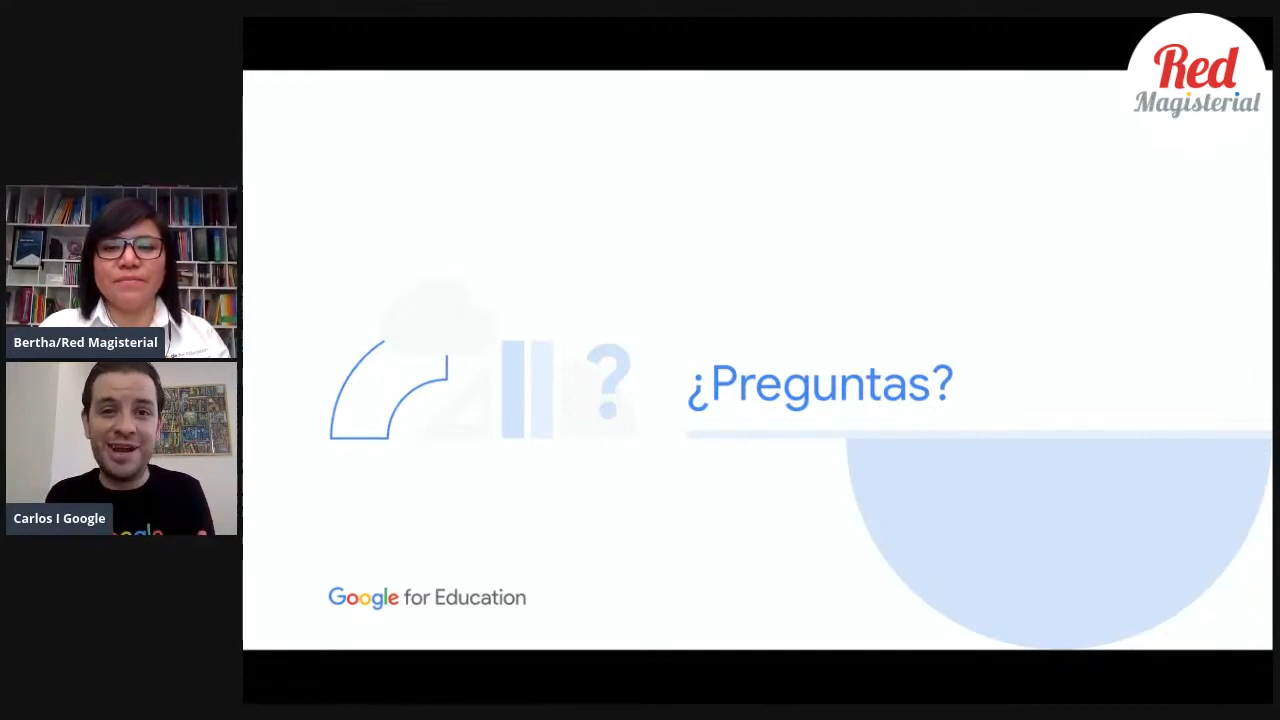 Red
Magisterial
Bertha/Red Magisterial
Carlos I Google
?
¿Preguntas?
Google for Education